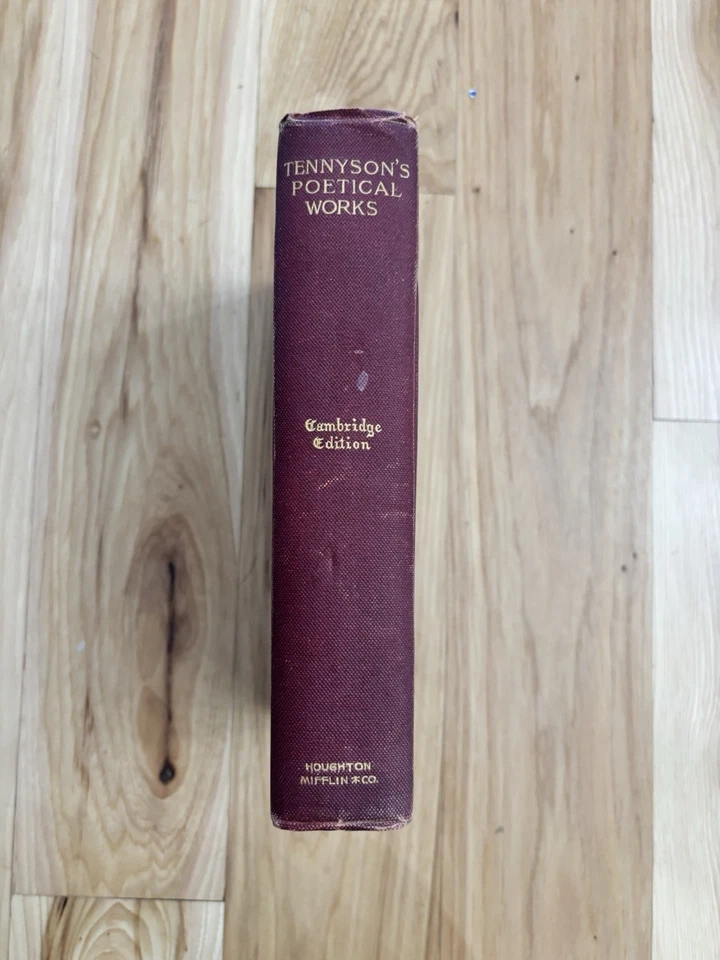 TENNYSON'S
POETICAL
WORKS
Cambridge
Edition
HOUGHTON
MIFFLIN & CO.